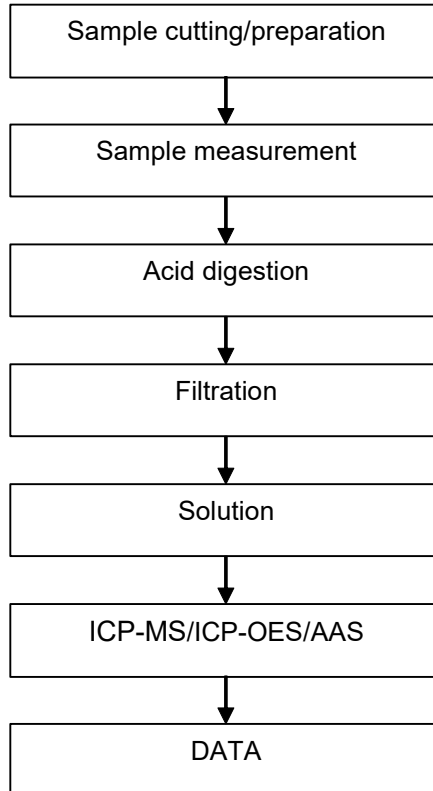 Sample cutting/preparation
Sample measurement
Acid digestion
Filtration
Solution
ICP-MS/ICP-OES/AAS
DATA